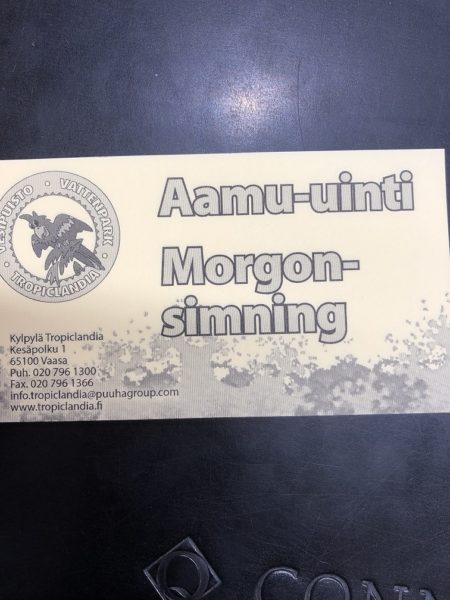 VESIPUISTO • VATTENPARK • TROPICLANDIA •
Aamu-uinti
Morgon-
simning
Kylpylä Tropiclandia
Kesäpolku 1
65100 Vaasa
Puh. 020 796 1300
Fax. 020 796 1366
info.tropiclandia@puuhagroup.com
www.tropiclandia.fi